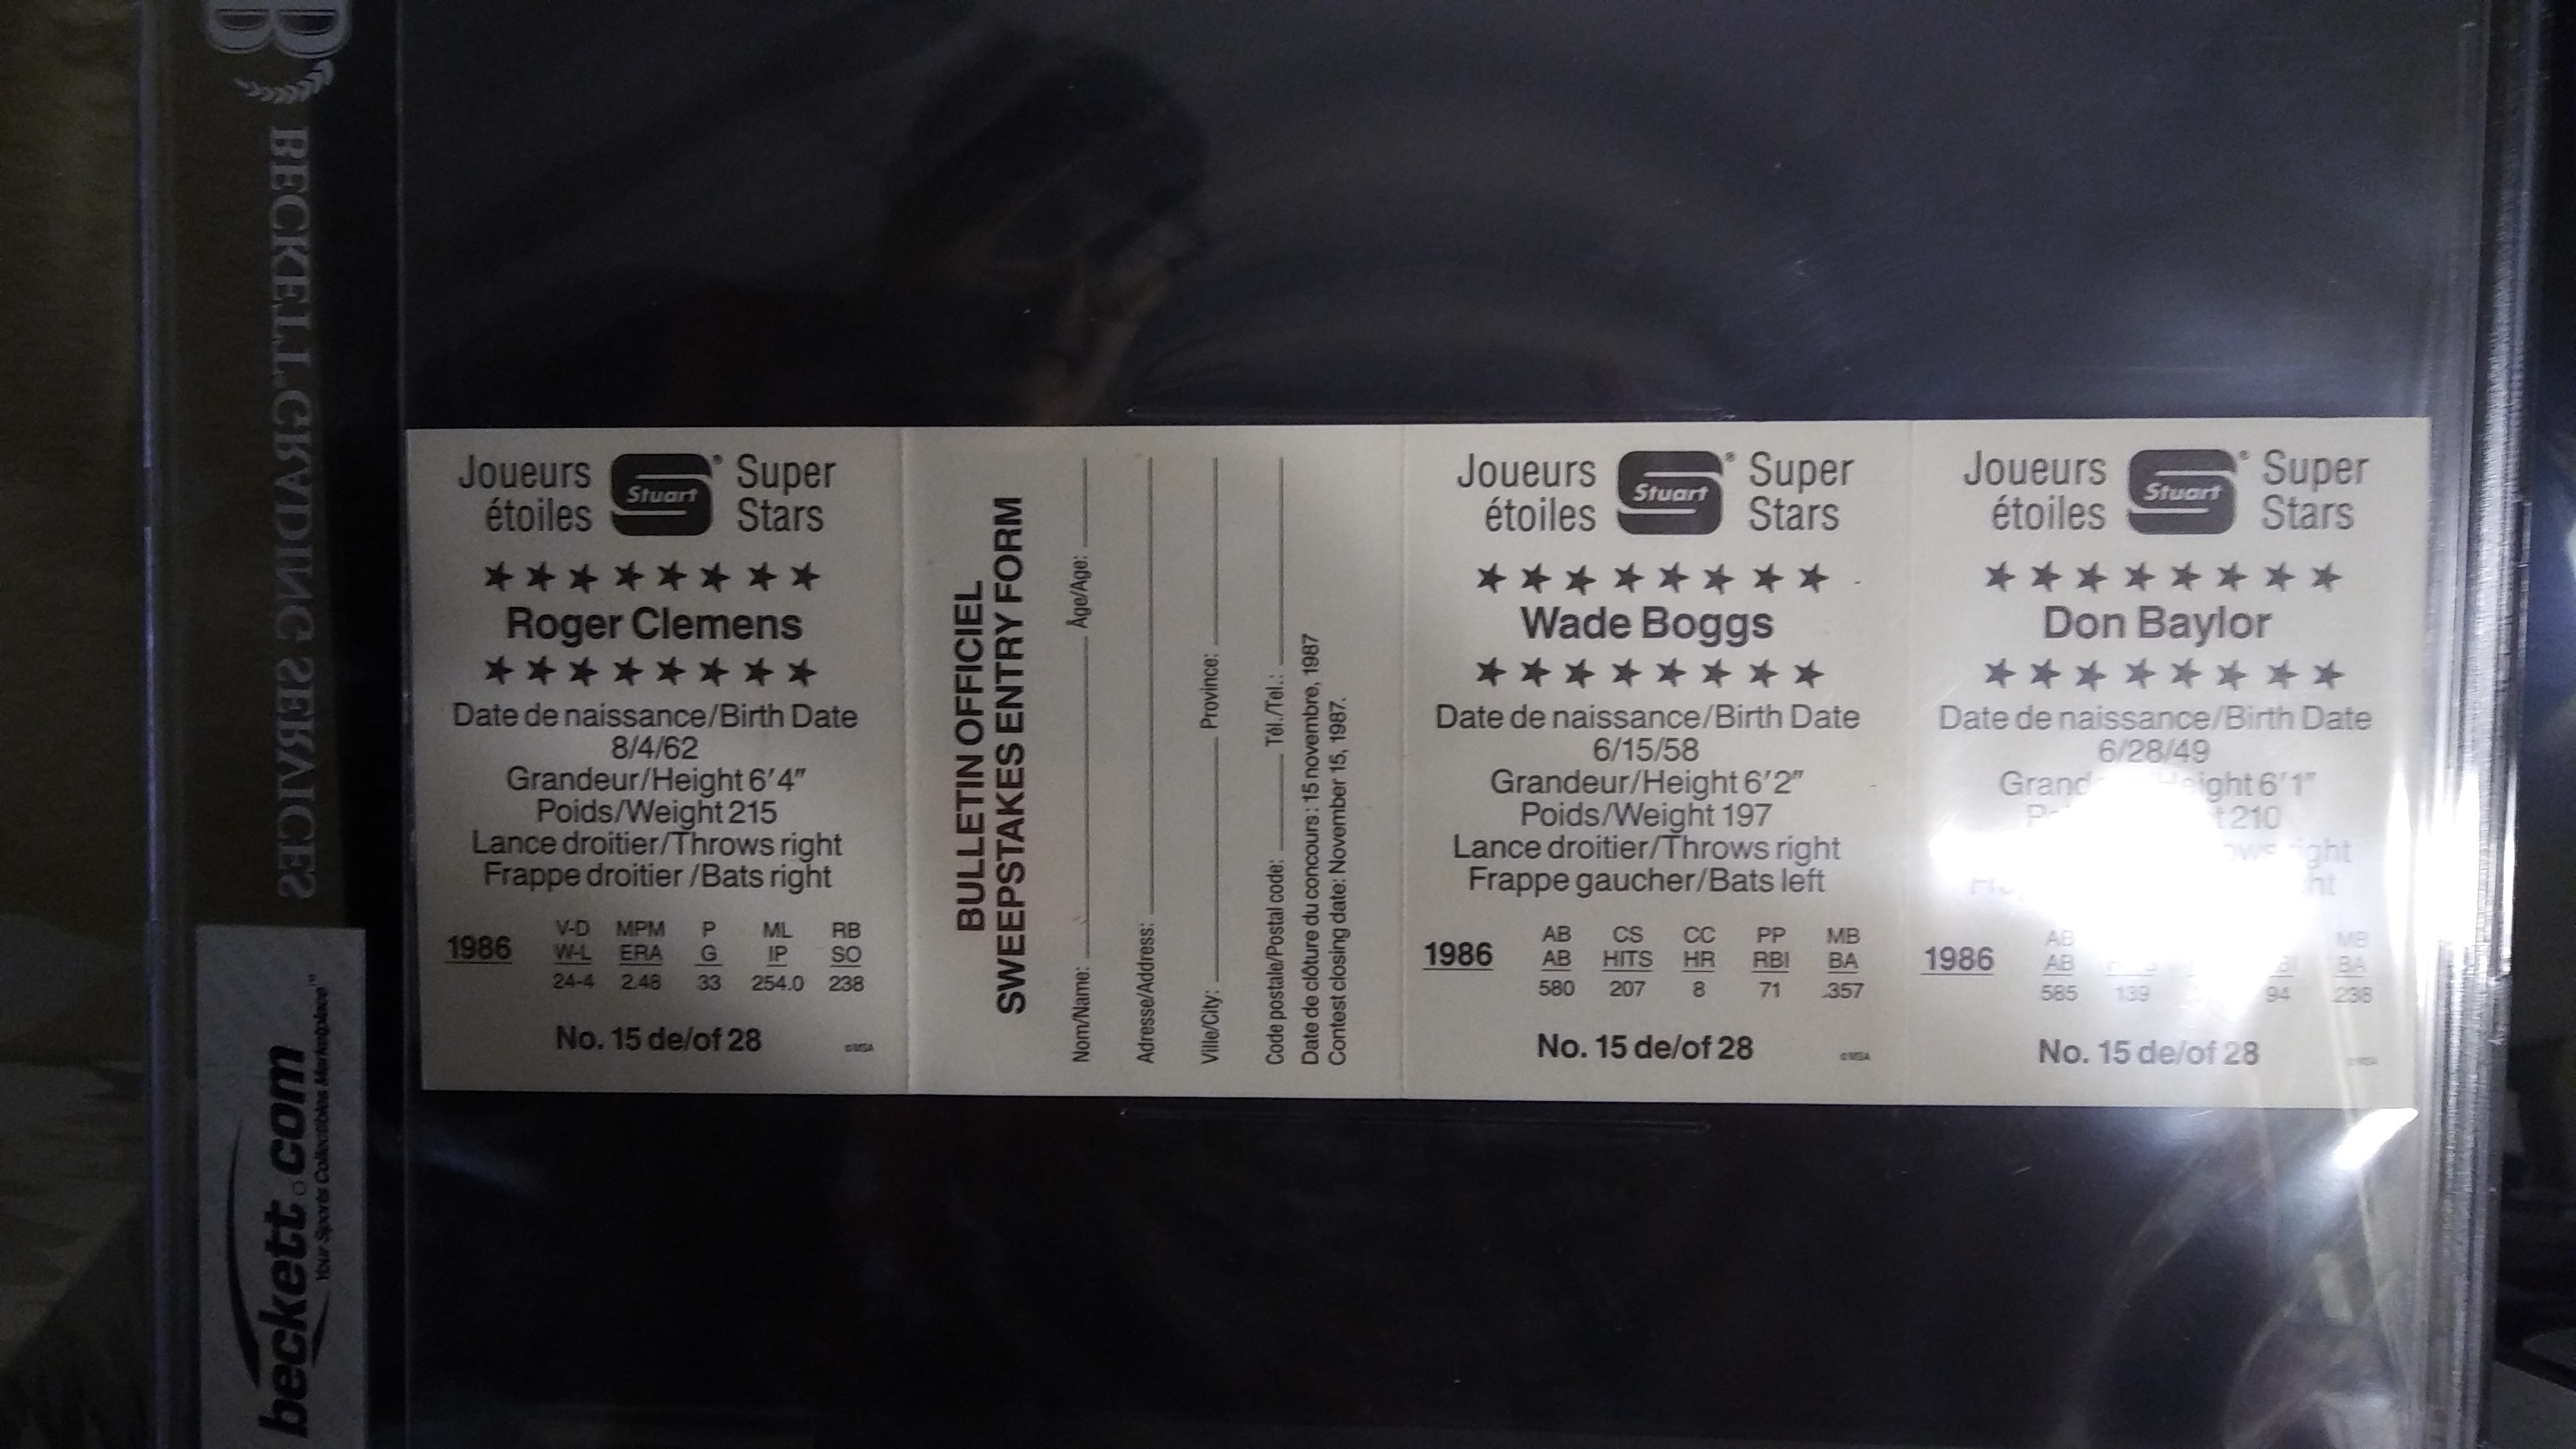 BECKETT GRADING SERVICES
beckett.com
Your Sports Collectibles Marketplace™
Joueurs étoiles
Stuart®
Super Stars
Roger Clemens
Date de naissance/Birth Date
8/4/62
Grandeur/Height 6'4"
Poids/Weight 215
Lance droitier/Throws right
Frappe droitier /Bats right
V-D MPM P ML RB
1986 W-L ERA G IP SO
24-4 2.48 33 254.0 238
No. 15 de/of 28
©MSA
BULLETIN OFFICIEL
SWEEPSTAKES ENTRY FORM
Nom/Name: Âge/Age:
Adresse/Address:
Ville/City: Province:
Code postale/Postal code: Tél./Tel.:
Date de clôture du concours : 15 novembre, 1987
Contest closing date: November 15, 1987.
Joueurs étoiles
Stuart®
Super Stars
Wade Boggs
Date de naissance/Birth Date
6/15/58
Grandeur/Height 6'2"
Poids/Weight 197
Lance droitier/Throws right
Frappe gaucher/Bats left
AB CS CC PP MB
1986 AB HITS HR RBI BA
580 207 8 71 .357
No. 15 de/of 28
©MSA
Joueurs étoiles
Stuart®
Super Stars
Don Baylor
Date de naissance/Birth Date
6/28/49
6'1"
210
right
AB MB
1986 AB BA
585 139 94 .238
No. 15 de/of 28
©MSA